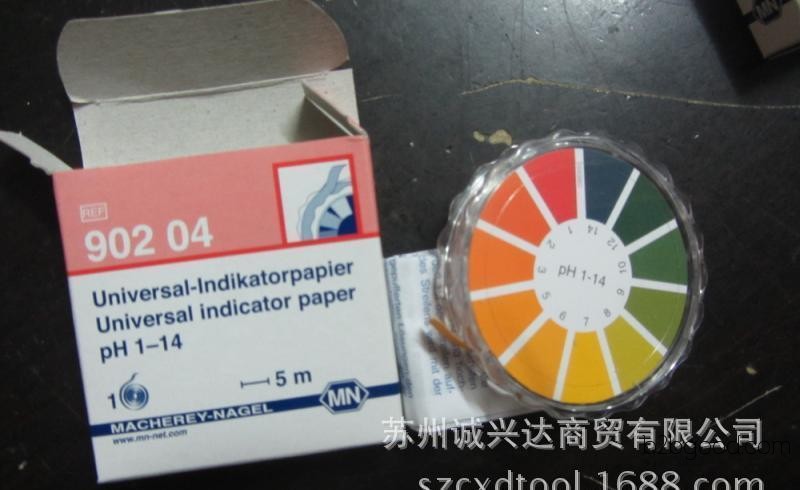 REF
902 04
Universal-Indikatorpapier
Universal indicator paper
pH 1–14
1
5 m
MN
MACHEREY-NAGEL
www.mn-net.com
pH 1-14
1
2
3
5
6
7
8
9
10
12
14
MN
苏州诚兴达商贸有限公司
szcxdtool.1688.com